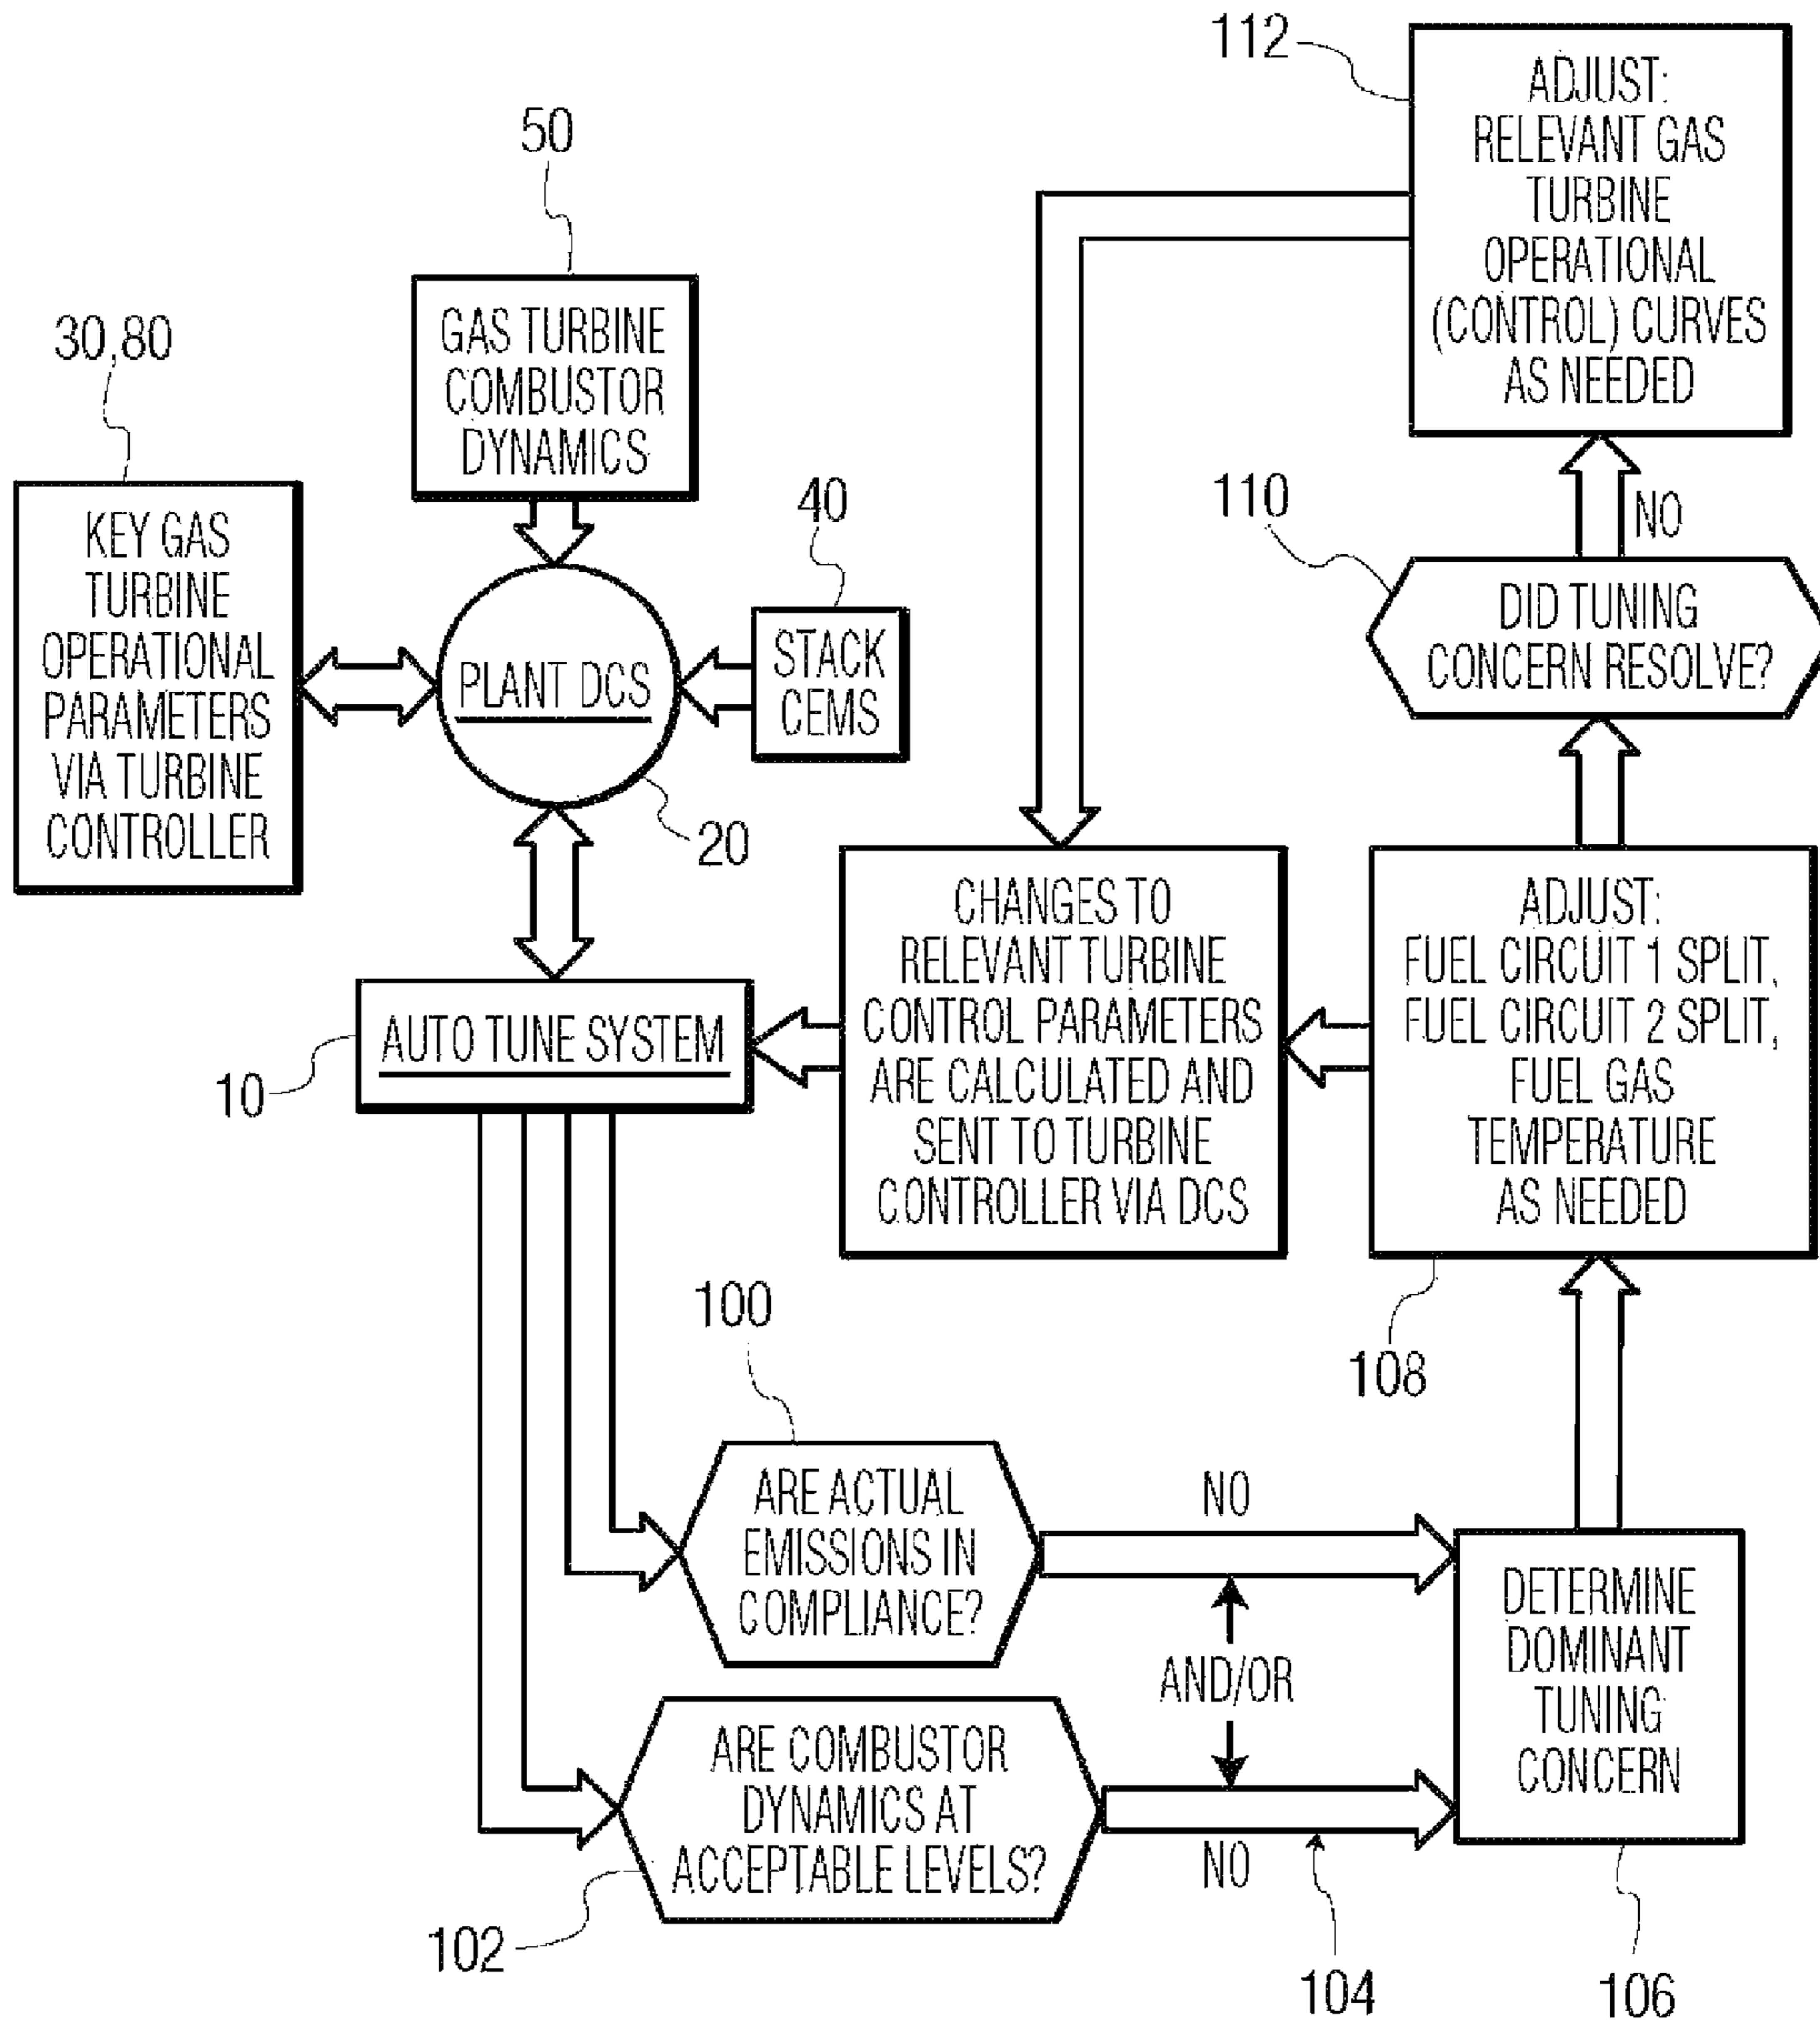 112
ADJUST:
RELEVANT GAS
TURBINE
OPERATIONAL
(CONTROL) CURVES
AS NEEDED
50
GAS TURBINE
COMBUSTOR
DYNAMICS
30,80
KEY GAS
TURBINE
OPERATIONAL
PARAMETERS
VIA TURBINE
CONTROLLER
40
STACK
CEMS
PLANT DCS
20
110
NO
DID TUNING
CONCERN RESOLVE?
AUTO TUNE SYSTEM
10
CHANGES TO
RELEVANT TURBINE
CONTROL PARAMETERS
ARE CALCULATED AND
SENT TO TURBINE
CONTROLLER VIA DCS
ADJUST:
FUEL CIRCUIT 1 SPLIT,
FUEL CIRCUIT 2 SPLIT,
FUEL GAS
TEMPERATURE
AS NEEDED
108
100
ARE ACTUAL
EMISSIONS IN
COMPLIANCE?
NO
AND/OR
ARE COMBUSTOR
DYNAMICS AT
ACCEPTABLE LEVELS?
NO
102
104
DETERMINE
DOMINANT
TUNING
CONCERN
106